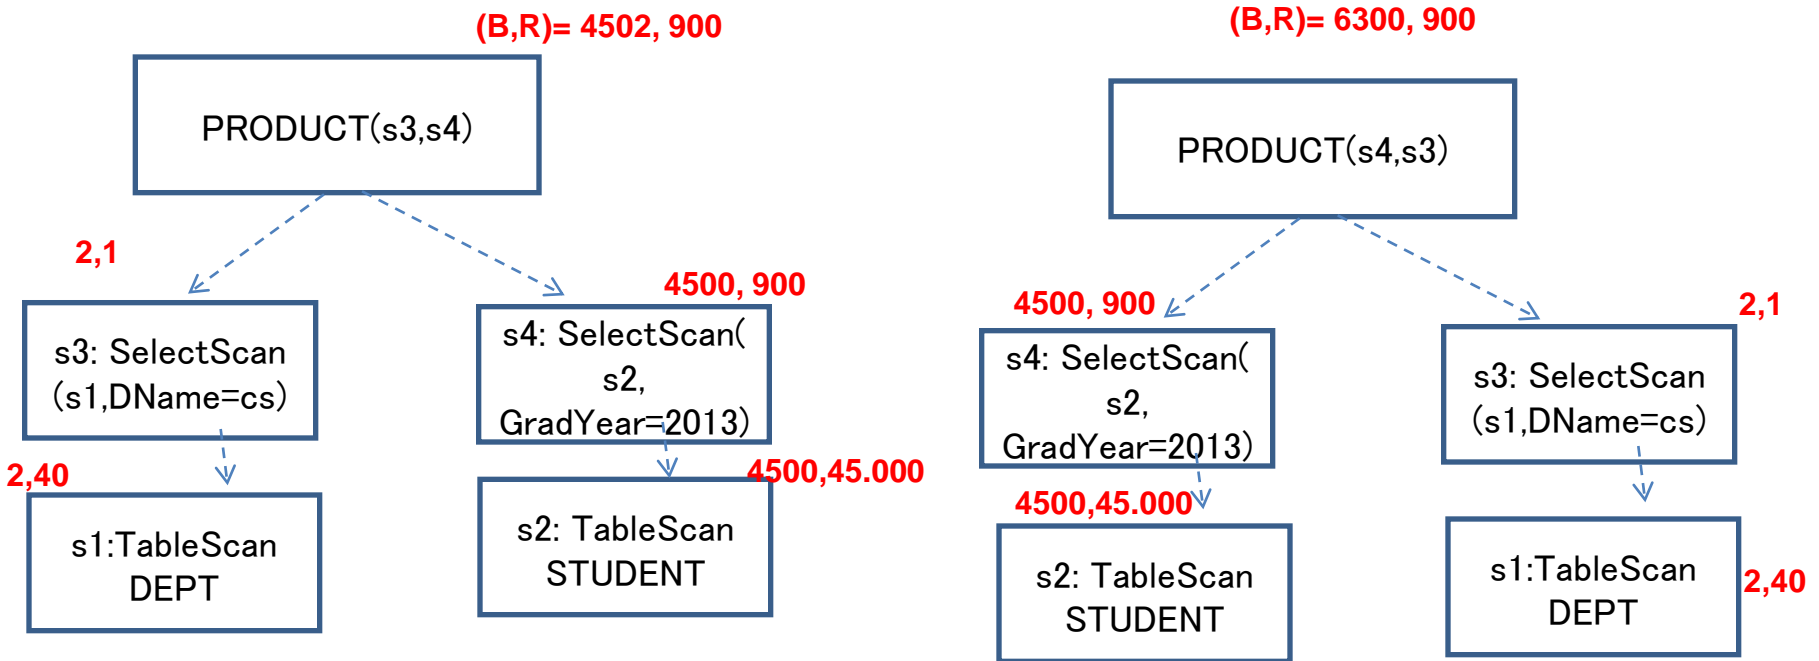 (B,R)= 4502, 900
PRODUCT(s3,s4)
2,1
4500, 900
s3: SelectScan
(s1,DName=cs)
s4: SelectScan(
s2,
GradYear=2013)
2,40
4500,45.000
s1:TableScan
DEPT
s2: TableScan
STUDENT
(B,R)= 6300, 900
PRODUCT(s4,s3)
4500, 900
2,1
s4: SelectScan(
s2,
GradYear=2013)
s3: SelectScan
(s1,DName=cs)
4500,45.000
s2: TableScan
STUDENT
s1:TableScan
DEPT
2,40